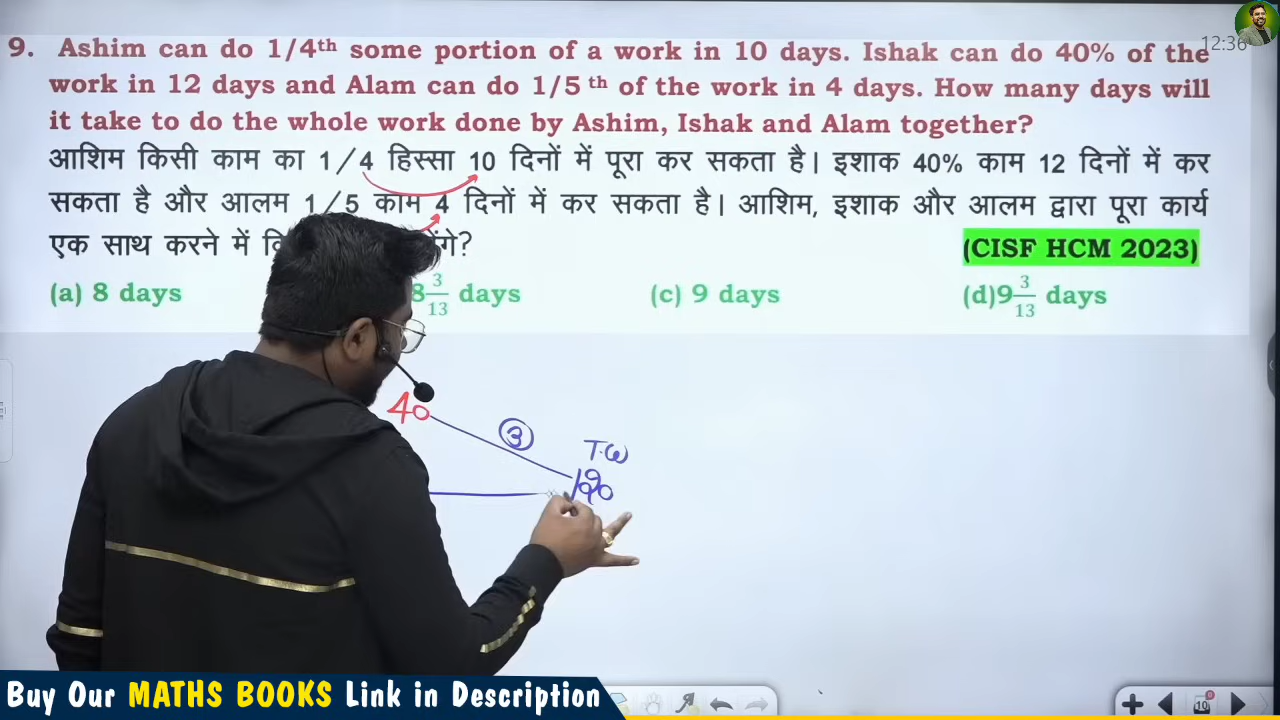 12:36
9. Ashim can do 1/4th some portion of a work in 10 days. Ishak can do 40% of the
work in 12 days and Alam can do 1/5 th of the work in 4 days. How many days will
it take to do the whole work done by Ashim, Ishak and Alam together?
आशिम किसी काम का 1/4 हिस्सा 10 दिनों में पूरा कर सकता है। इशाक 40% काम 12 दिनों में कर
सकता है और आलम 1/5 काम 4 दिनों में कर सकता है। आशिम, इशाक और आलम द्वारा पूरा कार्य
एक साथ करने में
(CISF HCM 2023)
(a) 8 days 8 3/13 days (c) 9 days (d)9 3/13 days
40
3
T.W
120
Buy Our MATHS BOOKS Link in Description
10